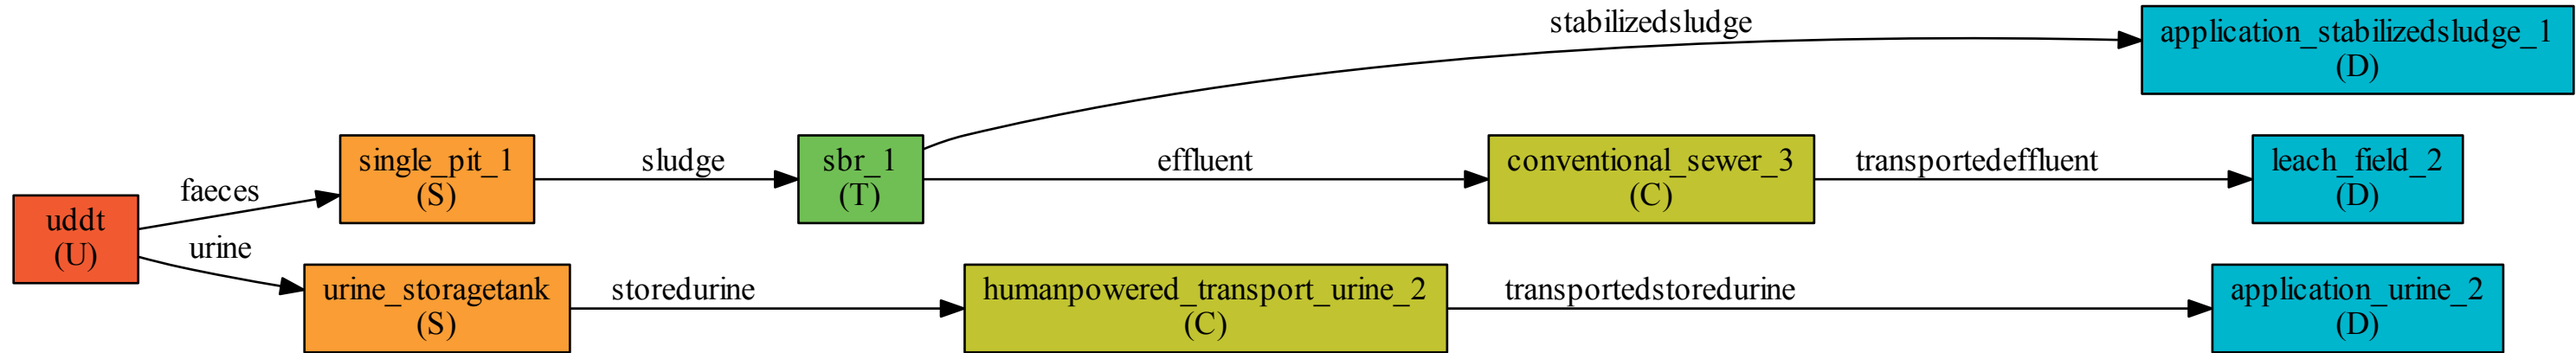 stabilizedsludge
application_stabilizedsludge_1
(D)
uddt
(U)
faeces
urine
single_pit_1
(S)
sludge
sbr_1
(T)
effluent
conventional_sewer_3
(C)
transportedeffluent
leach_field_2
(D)
urine_storagetank
(S)
storedurine
humanpowered_transport_urine_2
(C)
transportedstoredurine
application_urine_2
(D)